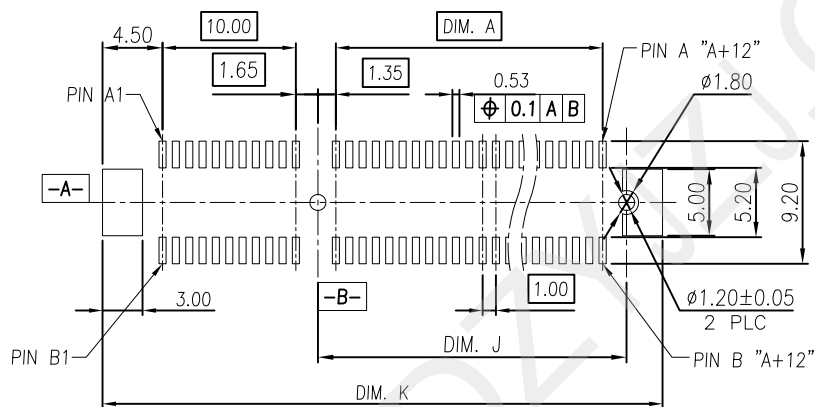 4.50
10.00
DIM. A
PIN A "A+12"
1.65
1.35
0.53
ø1.80
PIN A1
⌖ 0.1 A B
-A-
5.00
5.20
9.20
-B-
1.00
3.00
ø1.20±0.05
2 PLC
PIN B1
DIM. J
PIN B "A+12"
DIM. K